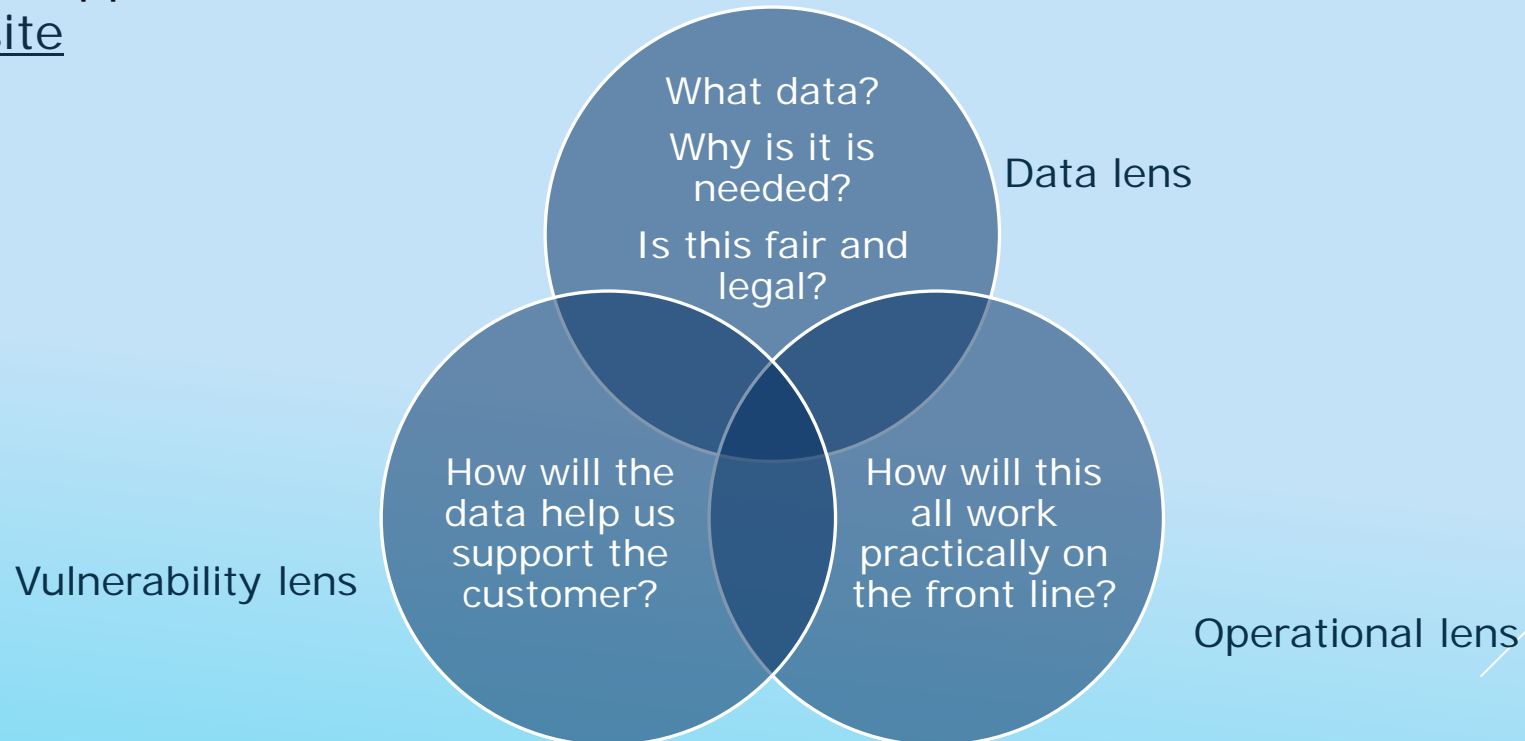 site
What data?
Why is it is
needed?
Is this fair and
legal?
Data lens
How will the
data help us
support the
customer?
How will this
all work
practically on
the front line?
Vulnerability lens
Operational lens